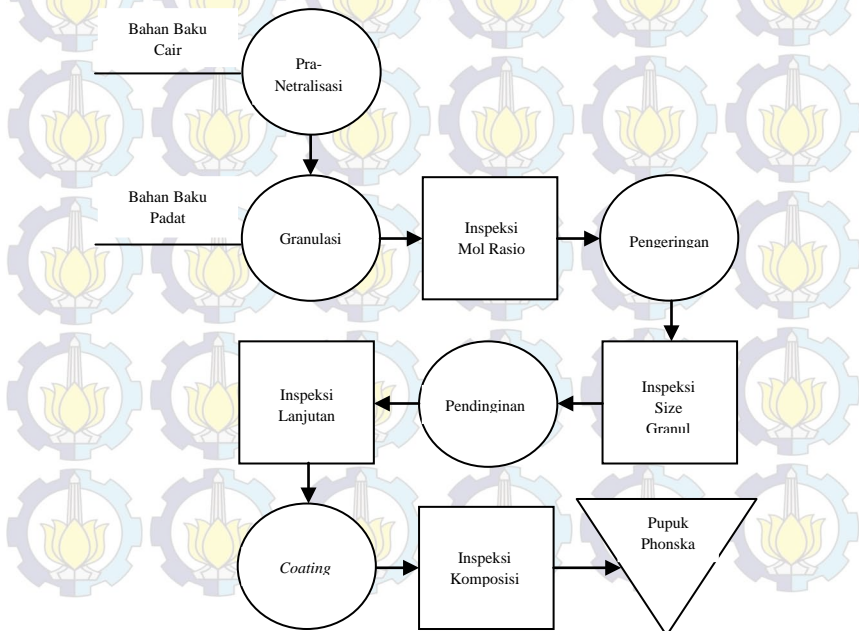 Bahan Baku
Cair
Pra-
Netralisasi
Bahan Baku
Padat
Granulasi
Inspeksi
Mol Rasio
Pengeringan
Inspeksi
Size
Granul
Pendinginan
Inspeksi
Lanjutan
Coating
Inspeksi
Komposisi
Pupuk
Phonska